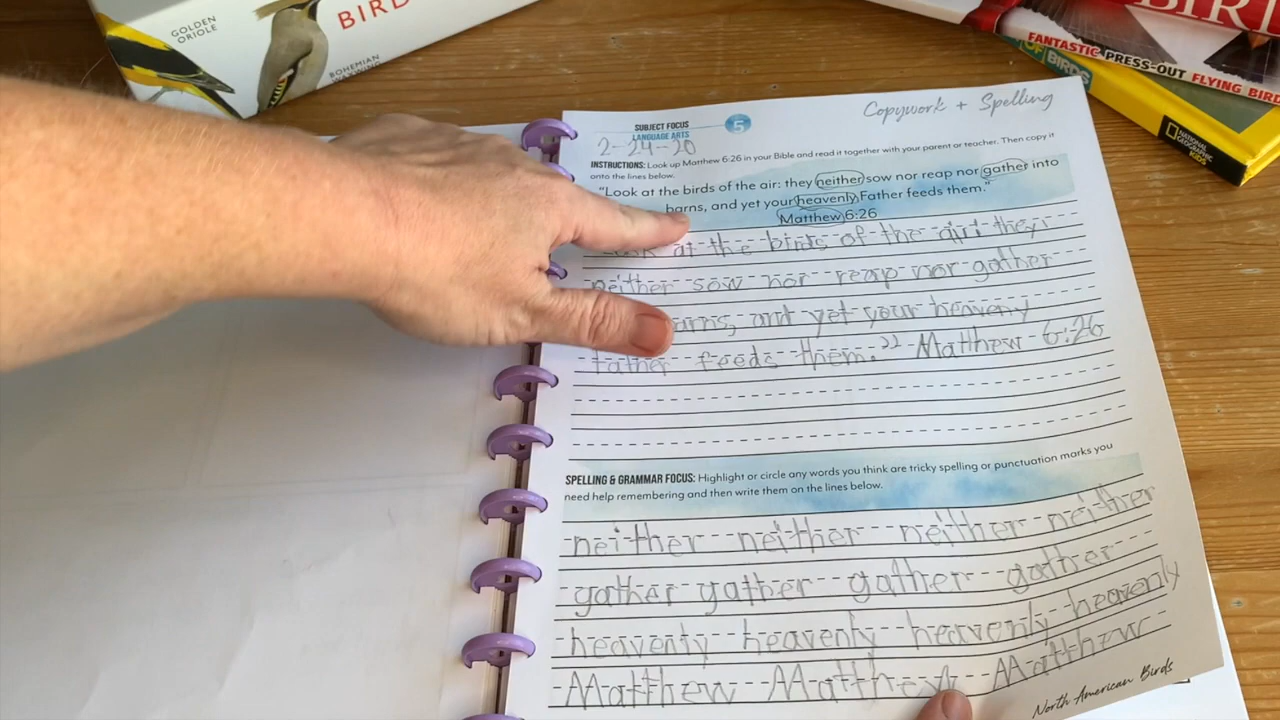 GOLDEN
ORIOLE
BIRD
BOHEMIAN
WAXWING
BIRD
FANTASTIC PRESS-OUT FLYING BIRD
OF BIRDS
NATIONAL
GEOGRAPHIC
KIDS
Copywork + Spelling
SUBJECT FOCUS 5
LANGUAGE ARTS
2-24-20
INSTRUCTIONS: Look up Matthew 6:26 in your Bible and read it together with your parent or teacher. Then copy it
onto the lines below.
"Look at the birds of the air: they neither sow nor reap nor gather into
barns, and yet your heavenly Father feeds them."
Matthew 6:26
at the birds of the air: they
neither sow nor reap nor gather
arns, and yet your heaveny
father feeds them." Matthew 6:26
SPELLING & GRAMMAR FOCUS: Highlight or circle any words you think are tricky spelling or punctuation marks you
need help remembering and then write them on the lines below.
neither neither neither neither
gather gather gather gather
heavenly heavenly heavenly heavenly
Matthew Matthew Matthew
North American Birds